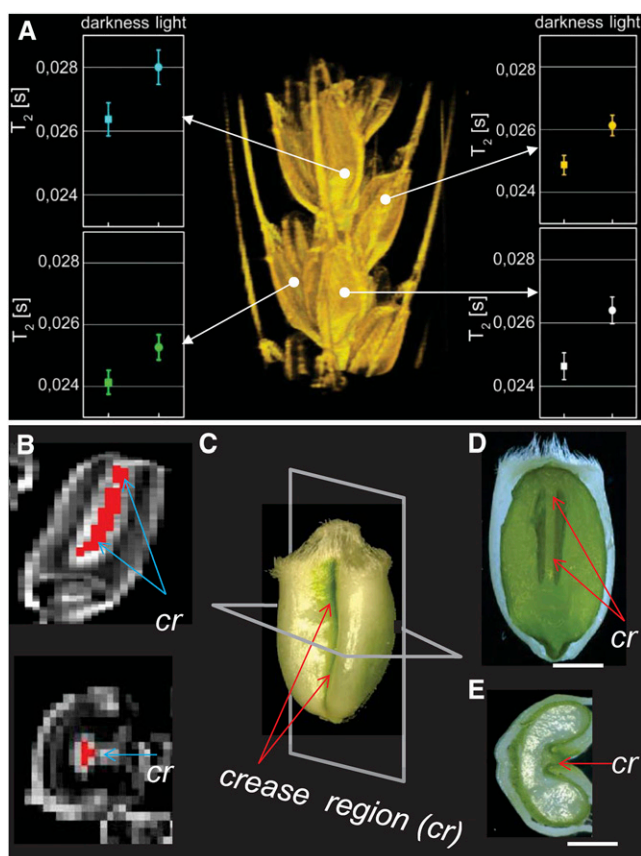 A
darkness light
T2 [s]
0,028
0,026
0,024
T2 [s]
0,028
0,026
0,024
darkness light
T2 [s]
0,028
0,026
0,024
T2 [s]
0,028
0,026
0,024
B
cr
cr
C
crease region (cr)
D
cr
E
cr